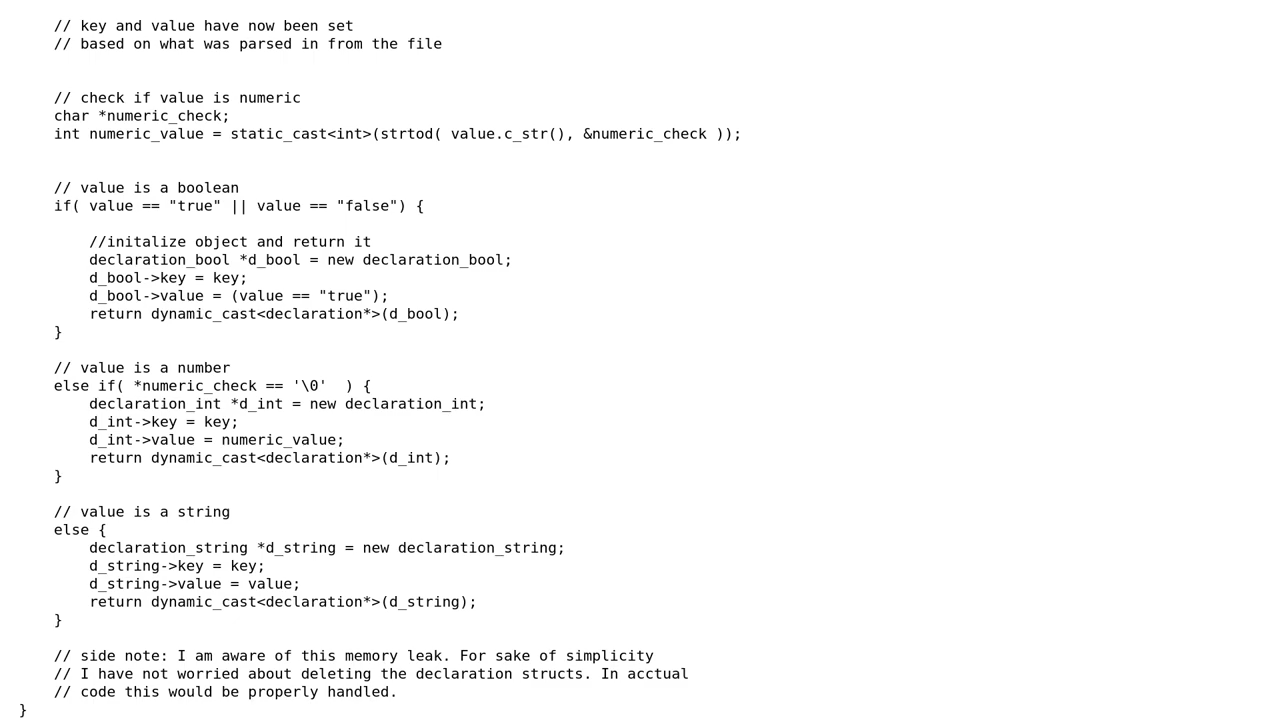 // key and value have now been set
// based on what was parsed in from the file
// check if value is numeric
char *numeric_check;
int numeric_value = static_cast<int>(strtod( value.c_str(), &numeric_check ));
// value is a boolean
if( value == "true" || value == "false") {
//initalize object and return it
declaration_bool *d_bool = new declaration_bool;
d_bool->key = key;
d_bool->value = (value == "true");
return dynamic_cast<declaration*>(d_bool);
}
// value is a number
else if( *numeric_check == '\0'  ) {
declaration_int *d_int = new declaration_int;
d_int->key = key;
d_int->value = numeric_value;
return dynamic_cast<declaration*>(d_int);
}
// value is a string
else {
declaration_string *d_string = new declaration_string;
d_string->key = key;
d_string->value = value;
return dynamic_cast<declaration*>(d_string);
}
// side note: I am aware of this memory leak. For sake of simplicity
// I have not worried about deleting the declaration structs. In acctual
// code this would be properly handled.
}